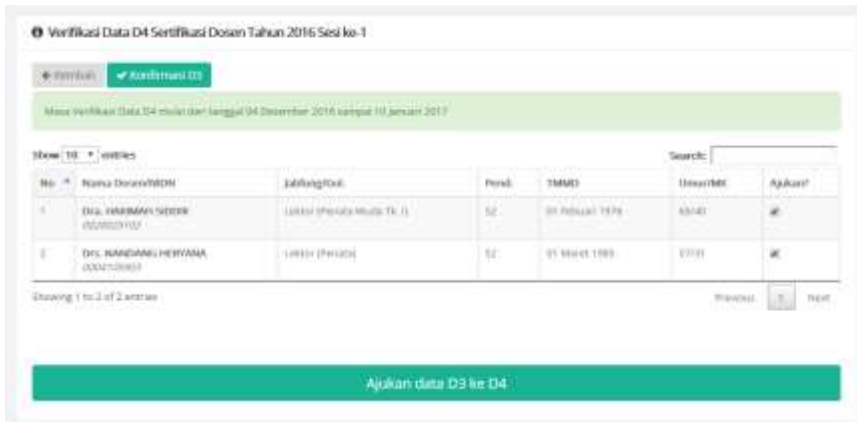 Verifikasi Data D4 Sertifikasi Dosen Tahun 2016 Sesi ke-1
Kembali Konfirmasi D3
Masa Verifikasi Data D4 mulai dari tanggal 04 Desember 2016 sampai 10 Januari 2017
Show 10 entries Search:
No Nama Dosen/NIDN Jabfung/Gol. Pend. TMMD Umur/MK Ajukan?
1 Dra. HARIMAH SIDDIK Lektor (Penata Muda Tk. I) S2 01 Februari 1976
2 Drs. NANDANG HERYANA Lektor (Penata) S2 01 Maret 1985 57/31
Showing 1 to 2 of 2 entries Previous 1 Next
Ajukan data D3 ke D4